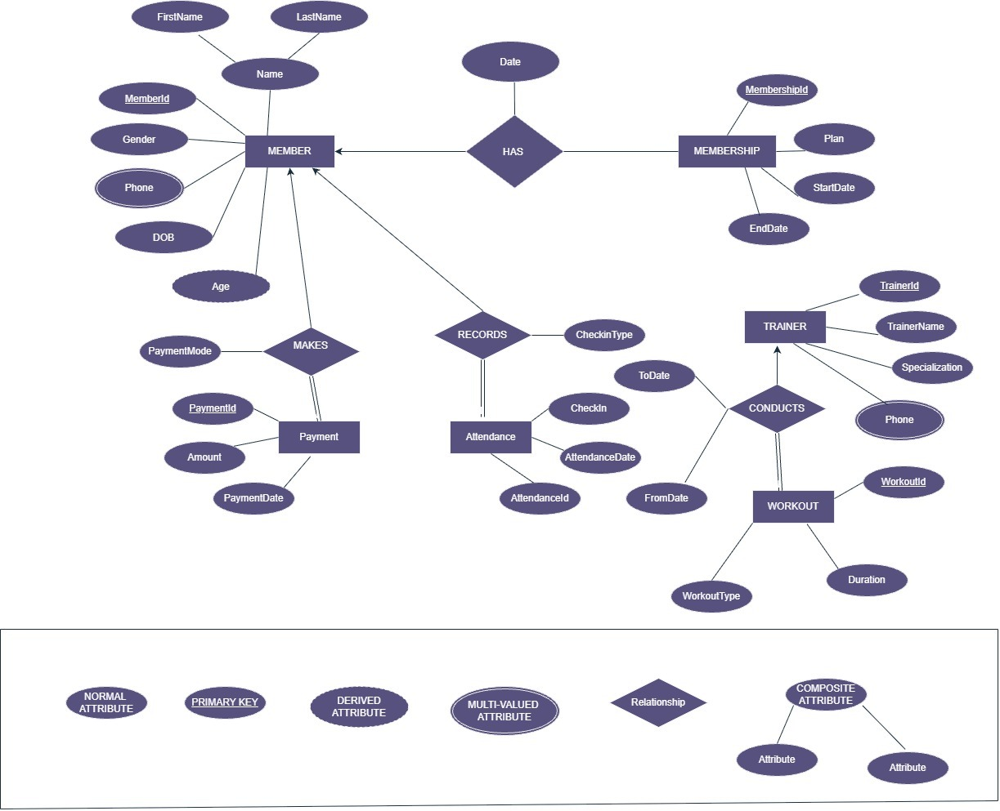 FirstName
LastName
Name
Date
MemberId
MembershipId
Gender
Plan
MEMBER
HAS
MEMBERSHIP
Phone
StartDate
DOB
EndDate
Age
TrainerId
TRAINER
TrainerName
PaymentMode
MAKES
RECORDS
CheckinType
Specialization
ToDate
PaymentId
CheckIn
CONDUCTS
Phone
Payment
Attendance
Amount
AttendanceDate
PaymentDate
AttendanceId
FromDate
WorkoutId
WORKOUT
WorkoutType
Duration
NORMAL
ATTRIBUTE
PRIMARY KEY
DERIVED
ATTRIBUTE
MULTI-VALUED
ATTRIBUTE
Relationship
COMPOSITE
ATTRIBUTE
Attribute
Attribute